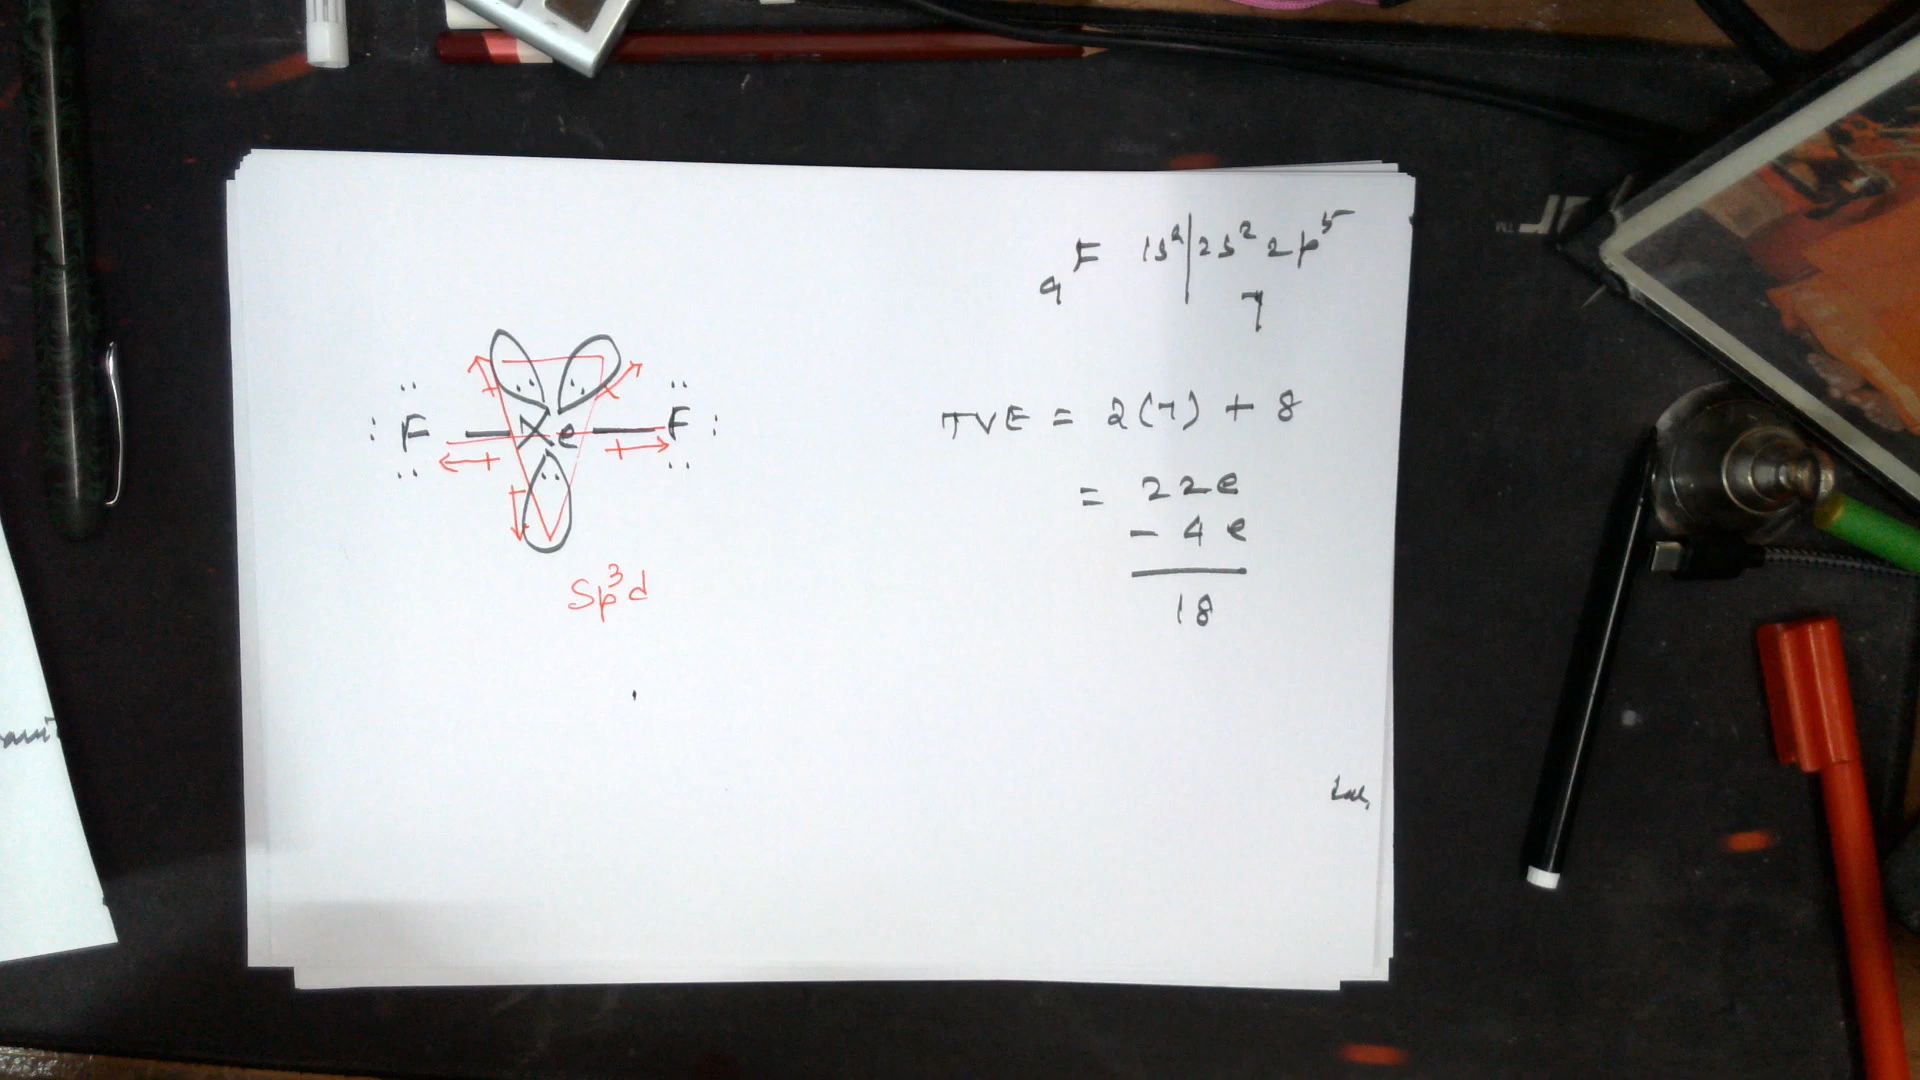 9F 1s² | 2s² 2p⁵
7
: F — Xe — F :
TVE = 2(7) + 8
= 22e
- 4e
18
Sp³d